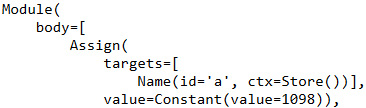 Module(
    body=[
        Assign(
            targets=[
                Name(id='a', ctx=Store())],
            value=Constant(value=1098)),